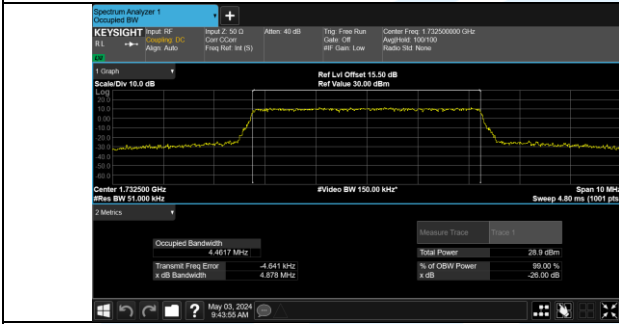 Spectrum Analyzer 1
Occupied BW
+
KEYSIGHT Input: RF Input Z: 50 Ω Atten: 40 dB Trig: Free Run Center Freq: 1.732500000 GHz
RL Coupling: DC Corr CCorr Gate: Off Avg|Hold: 100/100
Align: Auto Freq Ref: Int (S) #IF Gain: Low Radio Std: None
1 Graph
Ref Lvl Offset 15.50 dB
Scale/Div 10.0 dB Ref Value 30.00 dBm
Log
20.0
10.0
0.00
-10.0
-20.0
-30.0
-40.0
-50.0
-60.0
Center 1.732500 GHz #Video BW 150.00 kHz* Span 10 MHz
#Res BW 51.000 kHz Sweep 4.80 ms (1001 pts)
2 Metrics
Measure Trace Trace 1
Occupied Bandwidth
4.4617 MHz Total Power 28.9 dBm
Transmit Freq Error -4.641 kHz % of OBW Power 99.00 %
x dB Bandwidth 4.878 MHz x dB -26.00 dB
? May 03, 2024
9:43:55 AM